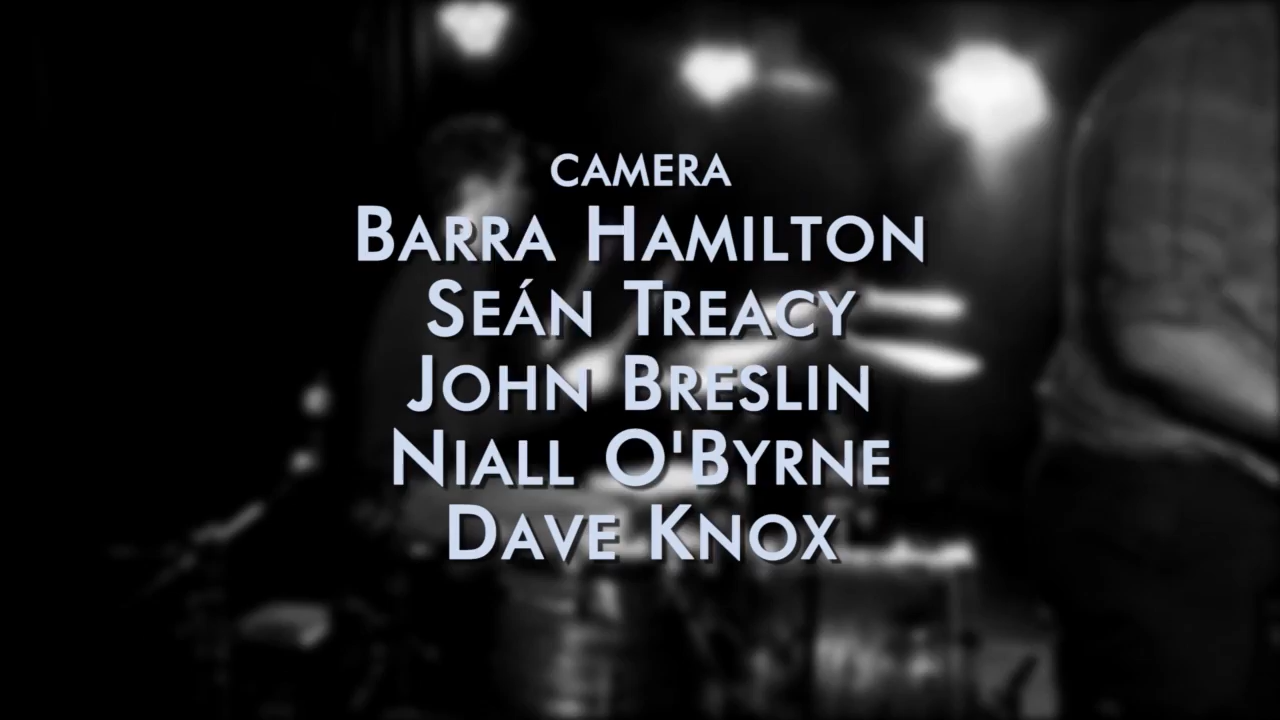 CAMERA
BARRA HAMILTON
SEÁN TREACY
JOHN BRESLIN
NIALL O'BYRNE
DAVE KNOX